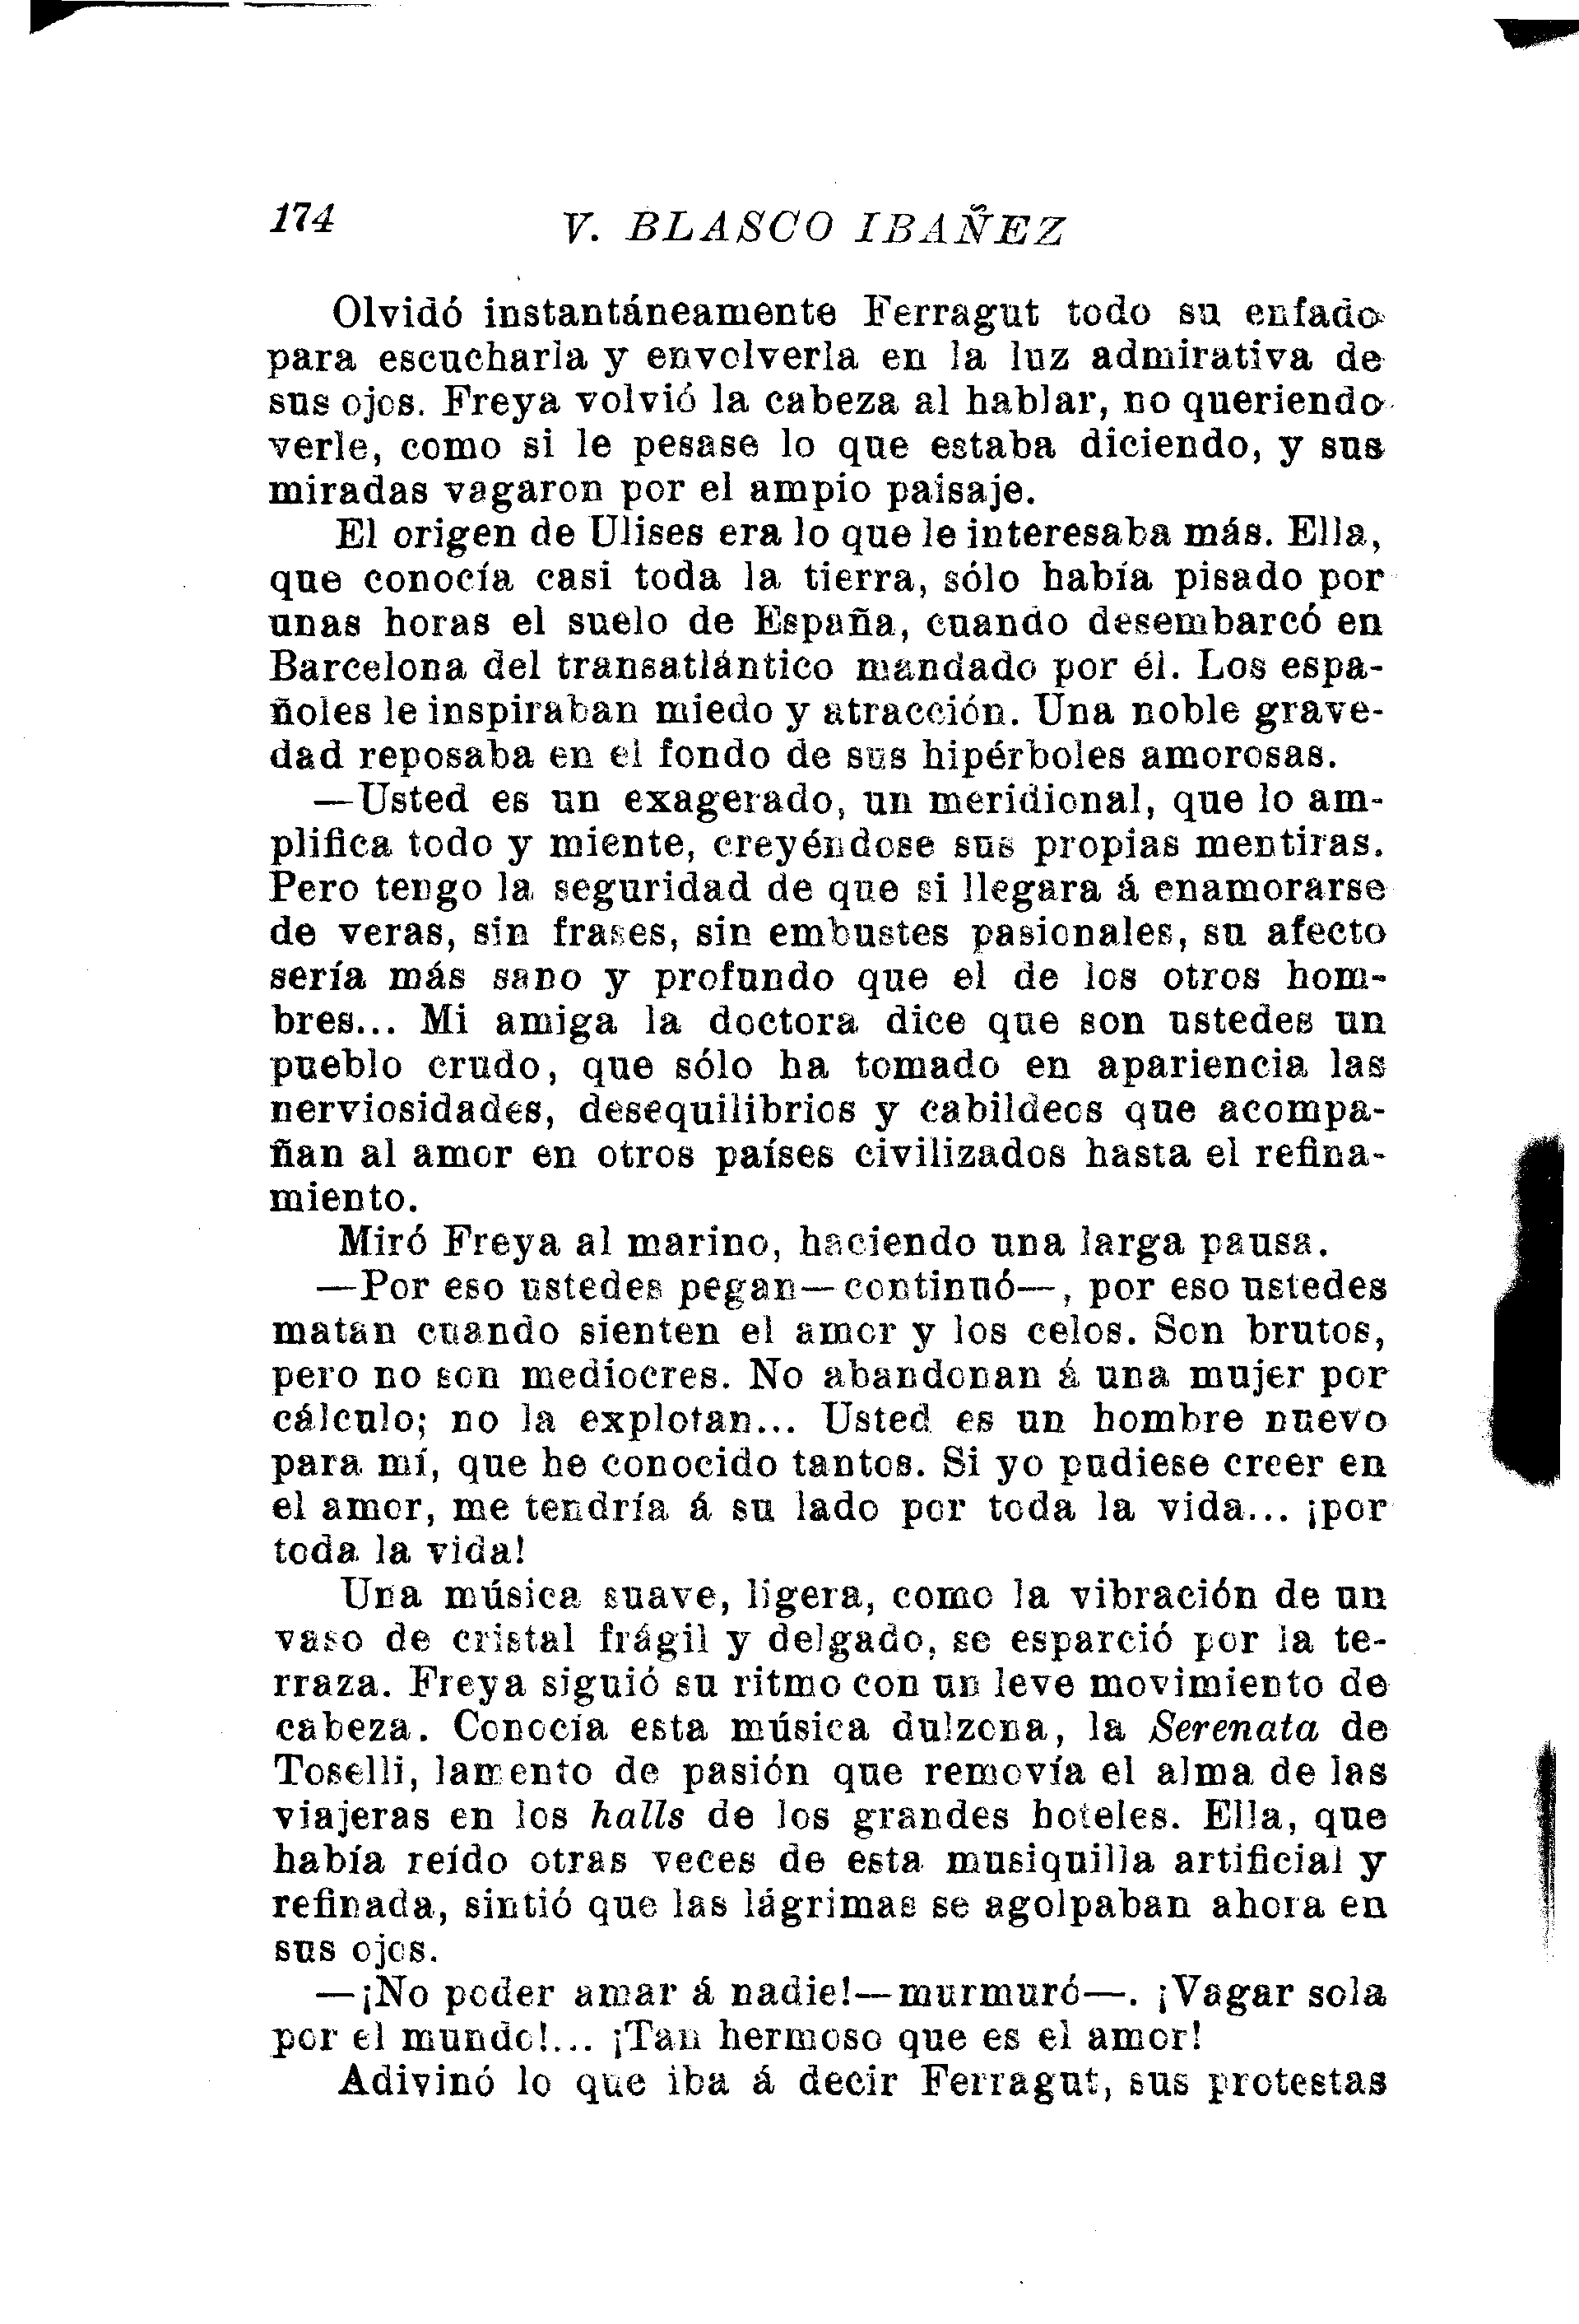 174
V. BLASCO IBAÑEZ
Olvidó instantáneamente Ferragut todo su enfado
para escucharla y envolverla en la luz admirativa de
sus ojos. Freya volvió la cabeza al hablar, no queriendo
verle, como si le pesase lo que estaba diciendo, y sus
miradas vagaron por el ampio paisaje.
El origen de Ulises era lo que le interesaba más. Ella,
que conocía casi toda la tierra, sólo había pisado por
unas horas el suelo de España, cuando desembarcó en
Barcelona del transatlántico mandado por él. Los espa-
ñoles le inspiraban miedo y atracción. Una noble grave-
dad reposaba en el fondo de sus hipérboles amorosas.
—Usted es un exagerado, un meridional, que lo am-
plifica todo y miente, creyéndose sus propias mentiras.
Pero tengo la seguridad de que si llegara á enamorarse
de veras, sin frases, sin embustes pasionales, su afecto
sería más sano y profundo que el de los otros hom-
bres... Mi amiga la doctora dice que son ustedes un
pueblo crudo, que sólo ha tomado en apariencia las
nerviosidades, desequilibrios y cabildeos que acompa-
ñan al amor en otros países civilizados hasta el refina-
miento.
Miró Freya al marino, haciendo una larga pausa.
—Por eso ustedes pegan—continuó—, por eso ustedes
matan cuando sienten el amor y los celos. Son brutos,
pero no son mediocres. No abandonan á una mujer por
cálculo; no la explotan... Usted es un hombre nuevo
para mí, que he conocido tantos. Si yo pudiese creer en
el amor, me tendría á su lado por toda la vida... ¡por
toda la vida!
Una música suave, ligera, como la vibración de un
vaso de cristal frágil y delgado, se esparció por la te-
rraza. Freya siguió su ritmo con un leve movimiento de
cabeza. Conocía esta música dulzona, la Serenata de
Toselli, lamento de pasión que removía el alma de las
viajeras en los halls de los grandes hoteles. Ella, que
había reído otras veces de esta musiquilla artificial y
refinada, sintió que las lágrimas se agolpaban ahora en
sus ojos.
—¡No poder amar á nadie!—murmuró—. ¡Vagar sola
por el mundo!... ¡Tan hermoso que es el amor!
Adivinó lo que iba á decir Ferragut, sus protestas